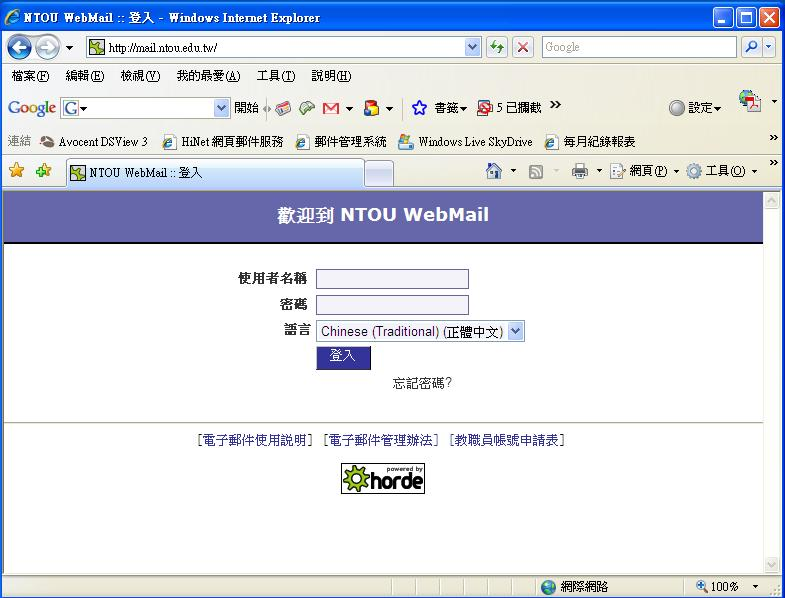 NTOU WebMail :: 登入 - Windows Internet Explorer
http://mail.ntou.edu.tw/
Google
檔案(F) 編輯(E) 檢視(V) 我的最愛(A) 工具(T) 說明(H)
Google G 開始 書籤 5 已攔截 » 設定
連結 Avocent DSView 3 HiNet 網頁郵件服務 郵件管理系統 Windows Live SkyDrive 每月紀錄報表 »
NTOU WebMail :: 登入 網頁(P) 工具(O) »
歡迎到 NTOU WebMail
使用者名稱
密碼
語言 Chinese (Traditional) (正體中文)
登入
忘記密碼?
[電子郵件使用說明] [電子郵件管理辦法] [教職員帳號申請表]
powered by
horde
網際網路 100%